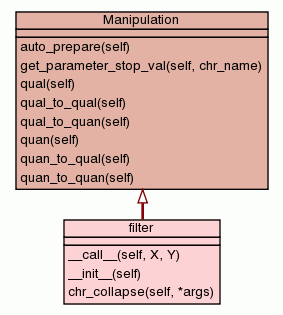 Manipulation
auto_prepare(self)
get_parameter_stop_val(self, chr_name)
qual(self)
qual_to_qual(self)
qual_to_quan(self)
quan(self)
quan_to_qual(self)
quan_to_quan(self)
filter
__call__(self, X, Y)
__init__(self)
chr_collapse(self, *args)